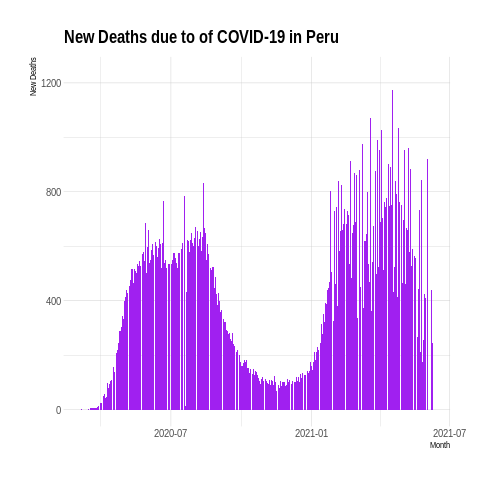 New Deaths due to of COVID-19 in Peru
New Deaths
1200
800
400
0
2020-07
2021-01
2021-07
Month